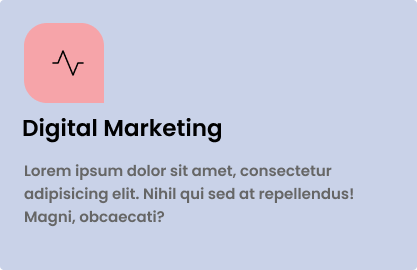 Digital Marketing
Lorem ipsum dolor sit amet, consectetur
adipisicing elit. Nihil qui sed at repellendus!
Magni, obcaecati?